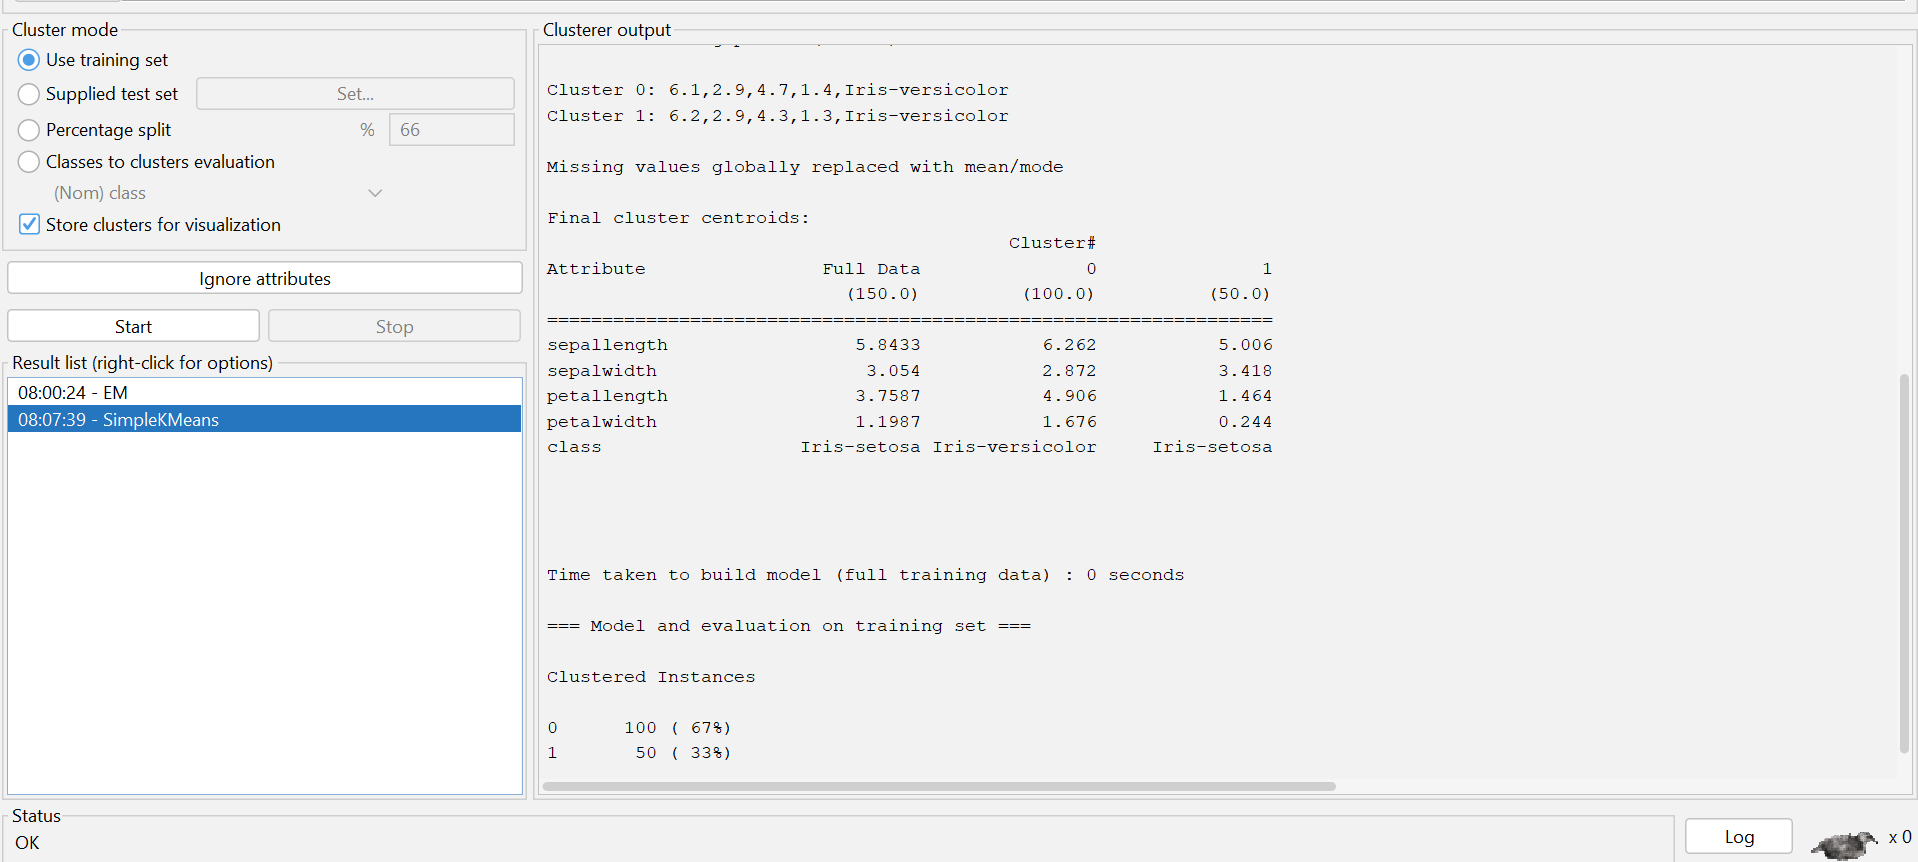 Cluster mode
Use training set
Supplied test set Set...
Percentage split % 66
Classes to clusters evaluation
(Nom) class
Store clusters for visualization
Ignore attributes
Start Stop
Result list (right-click for options)
08:00:24 - EM
08:07:39 - SimpleKMeans
Clusterer output
Cluster 0: 6.1,2.9,4.7,1.4,Iris-versicolor
Cluster 1: 6.2,2.9,4.3,1.3,Iris-versicolor
Missing values globally replaced with mean/mode
Final cluster centroids:
Cluster#
Attribute Full Data 0 1
(150.0) (100.0) (50.0)
==================================================================
sepallength 5.8433 6.262 5.006
sepalwidth 3.054 2.872 3.418
petallength 3.7587 4.906 1.464
petalwidth 1.1987 1.676 0.244
class Iris-setosa Iris-versicolor Iris-setosa
Time taken to build model (full training data) : 0 seconds
=== Model and evaluation on training set ===
Clustered Instances
0 100 ( 67%)
1 50 ( 33%)
Status
OK
Log x 0